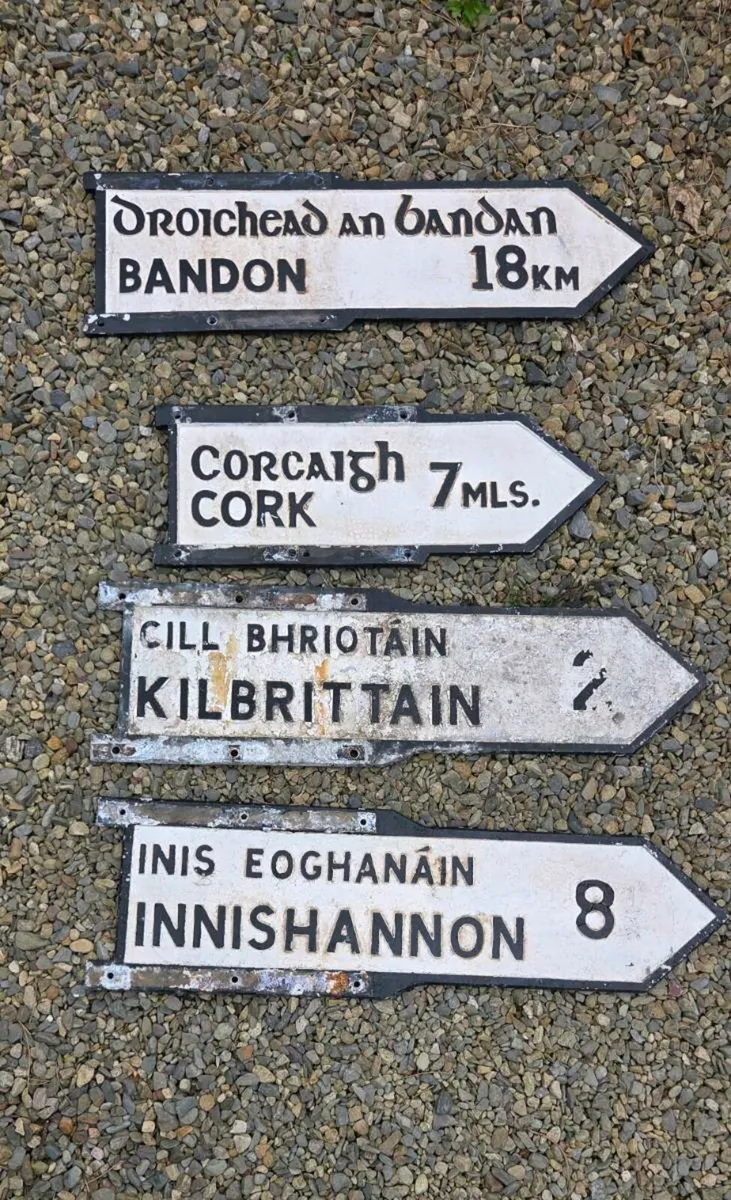 Droichead an Bandan
BANDON 18KM
Corcaigh
CORK 7MLS.
CILL BHRIOTÁIN
KILBRITTAIN 2
INIS EOGHANÁIN
INNISHANNON 8